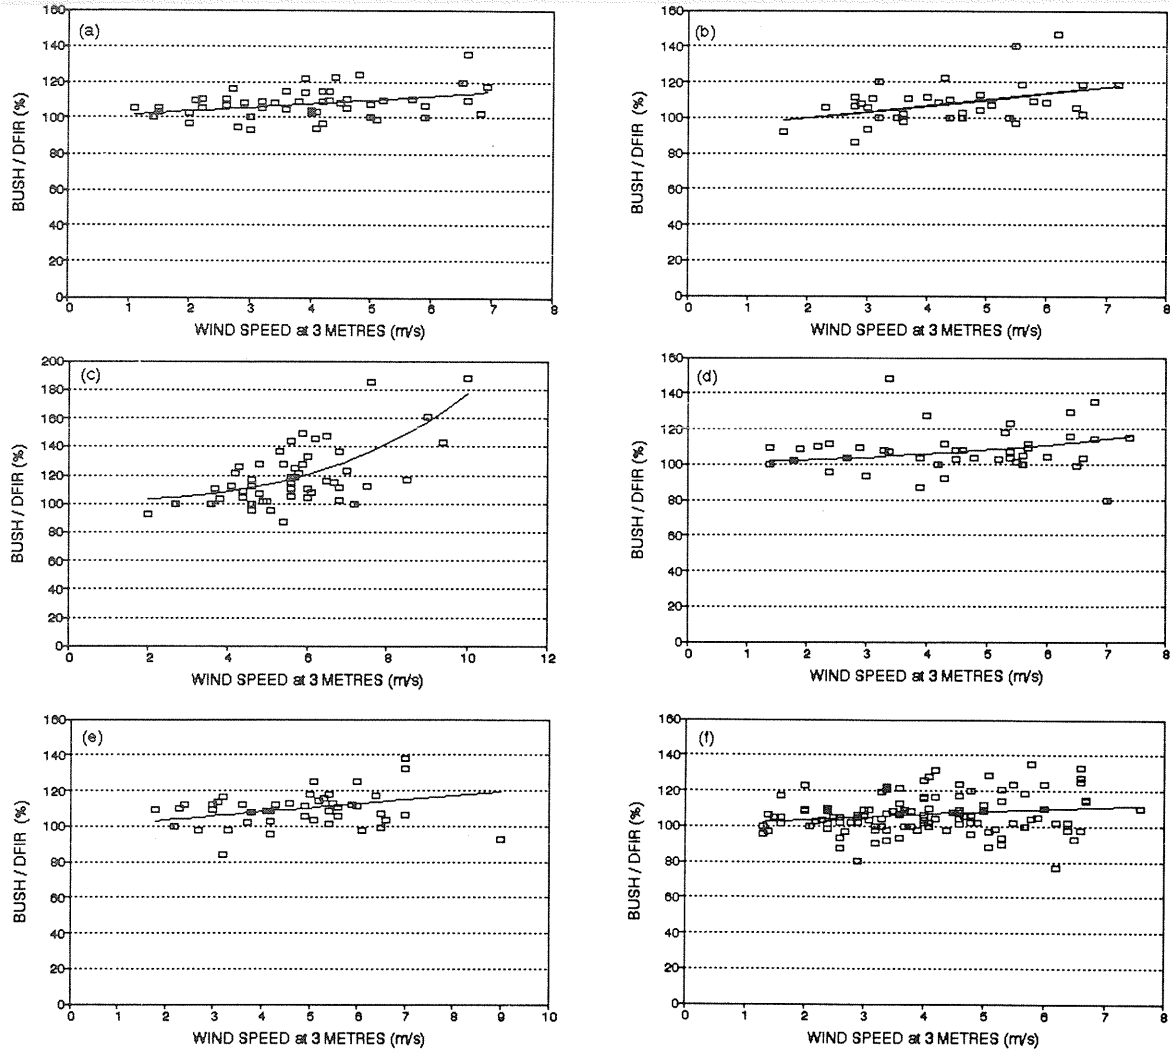 (a)
BUSH / DFIR (%)
160
140
120
100
80
60
40
20
0
0 1 2 3 4 5 6 7 8
WIND SPEED at 3 METRES (m/s)
(b)
BUSH / DFIR (%)
160
140
120
100
80
60
40
20
0
0 1 2 3 4 5 6 7 8
WIND SPEED at 3 METRES (m/s)
(c)
BUSH / DFIR (%)
200
180
160
140
120
100
80
60
40
20
0
0 2 4 6 8 10 12
WIND SPEED at 3 METRES (m/s)
(d)
BUSH / DFIR (%)
160
140
120
100
80
60
40
20
0
0 1 2 3 4 5 6 7 8
WIND SPEED at 3 METRES (m/s)
(e)
BUSH / DFIR (%)
160
140
120
100
80
60
40
20
0
0 1 2 3 4 5 6 7 8 9 10
WIND SPEED at 3 METRES (m/s)
(f)
BUSH / DFIR (%)
160
140
120
100
80
60
40
20
0
0 1 2 3 4 5 6 7 8
WIND SPEED at 3 METRES (m/s)